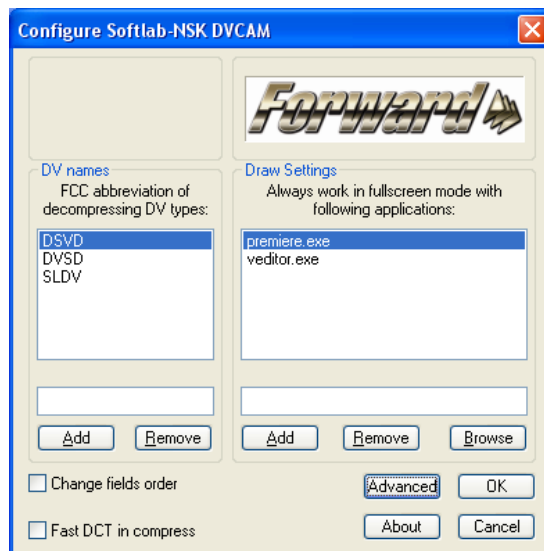 Configure Softlab-NSK DVCAM
Forward
DV names
FCC abbreviation of
decompressing DV types:
DSVD
DVSD
SLDV
Add Remove
Draw Settings
Always work in fullscreen mode with
following applications:
premiere.exe
veditor.exe
Add Remove Browse
Change fields order
Fast DCT in compress
Advanced OK
About Cancel